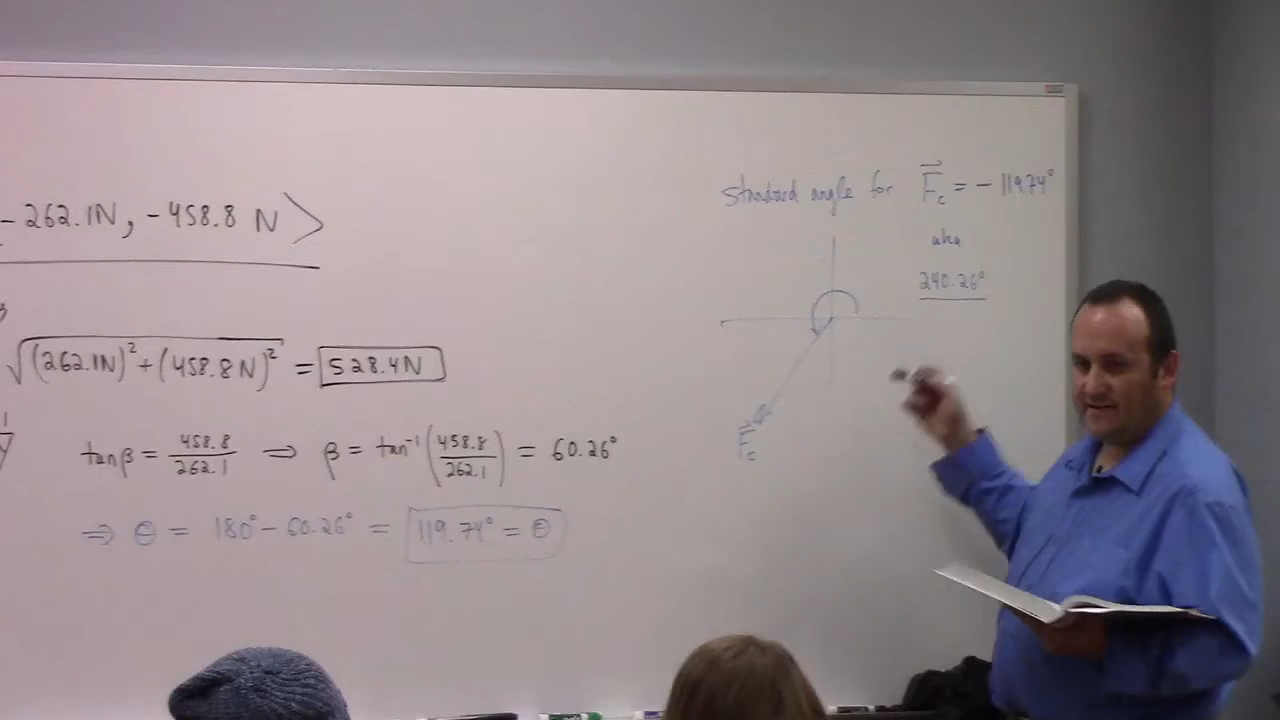 - 262.1N, - 458.8 N ⟩
√((262.1N)² + (458.8 N)²) = 528.4N
tanβ = 458.8/262.1 ⇒ β = tan⁻¹(458.8/262.1) = 60.26°
⇒ θ = 180° - 60.26° = 119.74° = θ
Standard angle for F⃗c = - 119.74°
aka
240.26°
F⃗c